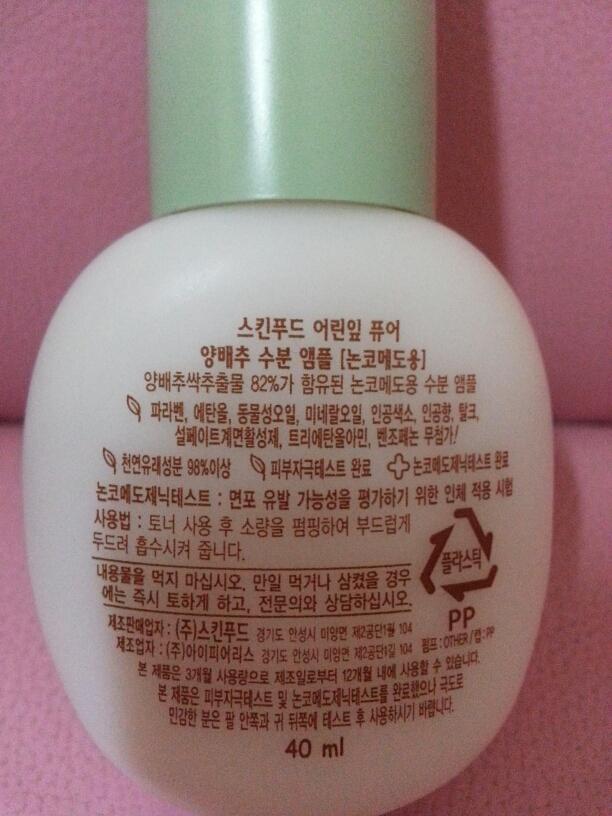 스킨푸드 어린잎 퓨어
양배추 수분 앰플 [논코메도용]
양배추싹추출물 82%가 함유된 논코메도용 수분 앰플
파라벤, 에탄올, 동물성오일, 미네랄오일, 인공색소, 인공향, 탈크,
설페이트계면활성제, 트리에탄올아민, 벤조페논 무첨가!
천연유래성분 98%이상 피부자극테스트 완료 논코메도제닉테스트 완료
논코메도제닉테스트 : 면포 유발 가능성을 평가하기 위한 인체 적용 시험
사용법 : 토너 사용 후 소량을 펌핑하여 부드럽게
두드려 흡수시켜 줍니다.
플라스틱
내용물을 먹지 마십시오. 만일 먹거나 삼켰을 경우
에는 즉시 토하게 하고, 전문의와 상담하십시오.
PP
펌프:OTHER/캡:PP
제조판매업자 : (주)스킨푸드 경기도 안성시 미양면 제2공단1길 104
제조업자 : (주)아이피어리스 경기도 안성시 미양면 제2공단1길 104
본 제품은 3개월 사용량으로 제조일로부터 12개월 내에 사용할 수 있습니다.
본 제품은 피부자극테스트 및 논코메도제닉테스트를 완료했으나 극도로
민감한 분은 팔 안쪽과 귀 뒤쪽에 테스트 후 사용하시기 바랍니다.
40 ml